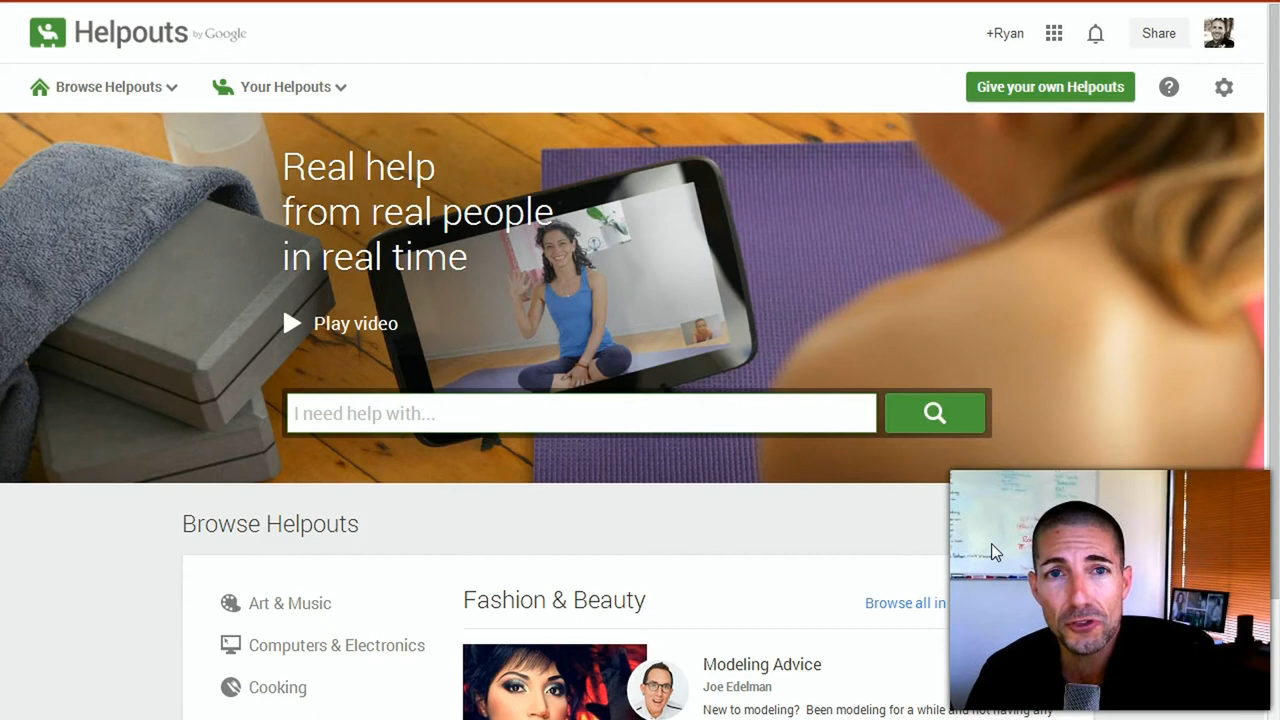 Helpouts by Google
+Ryan
Share
Browse Helpouts
Your Helpouts
Give your own Helpouts
?
Real help
from real people
in real time
Play video
I need help with...
Browse Helpouts
Art & Music
Computers & Electronics
Cooking
Fashion & Beauty
Browse all in
Modeling Advice
Joe Edelman
New to modeling? Been modeling for a while and not having any